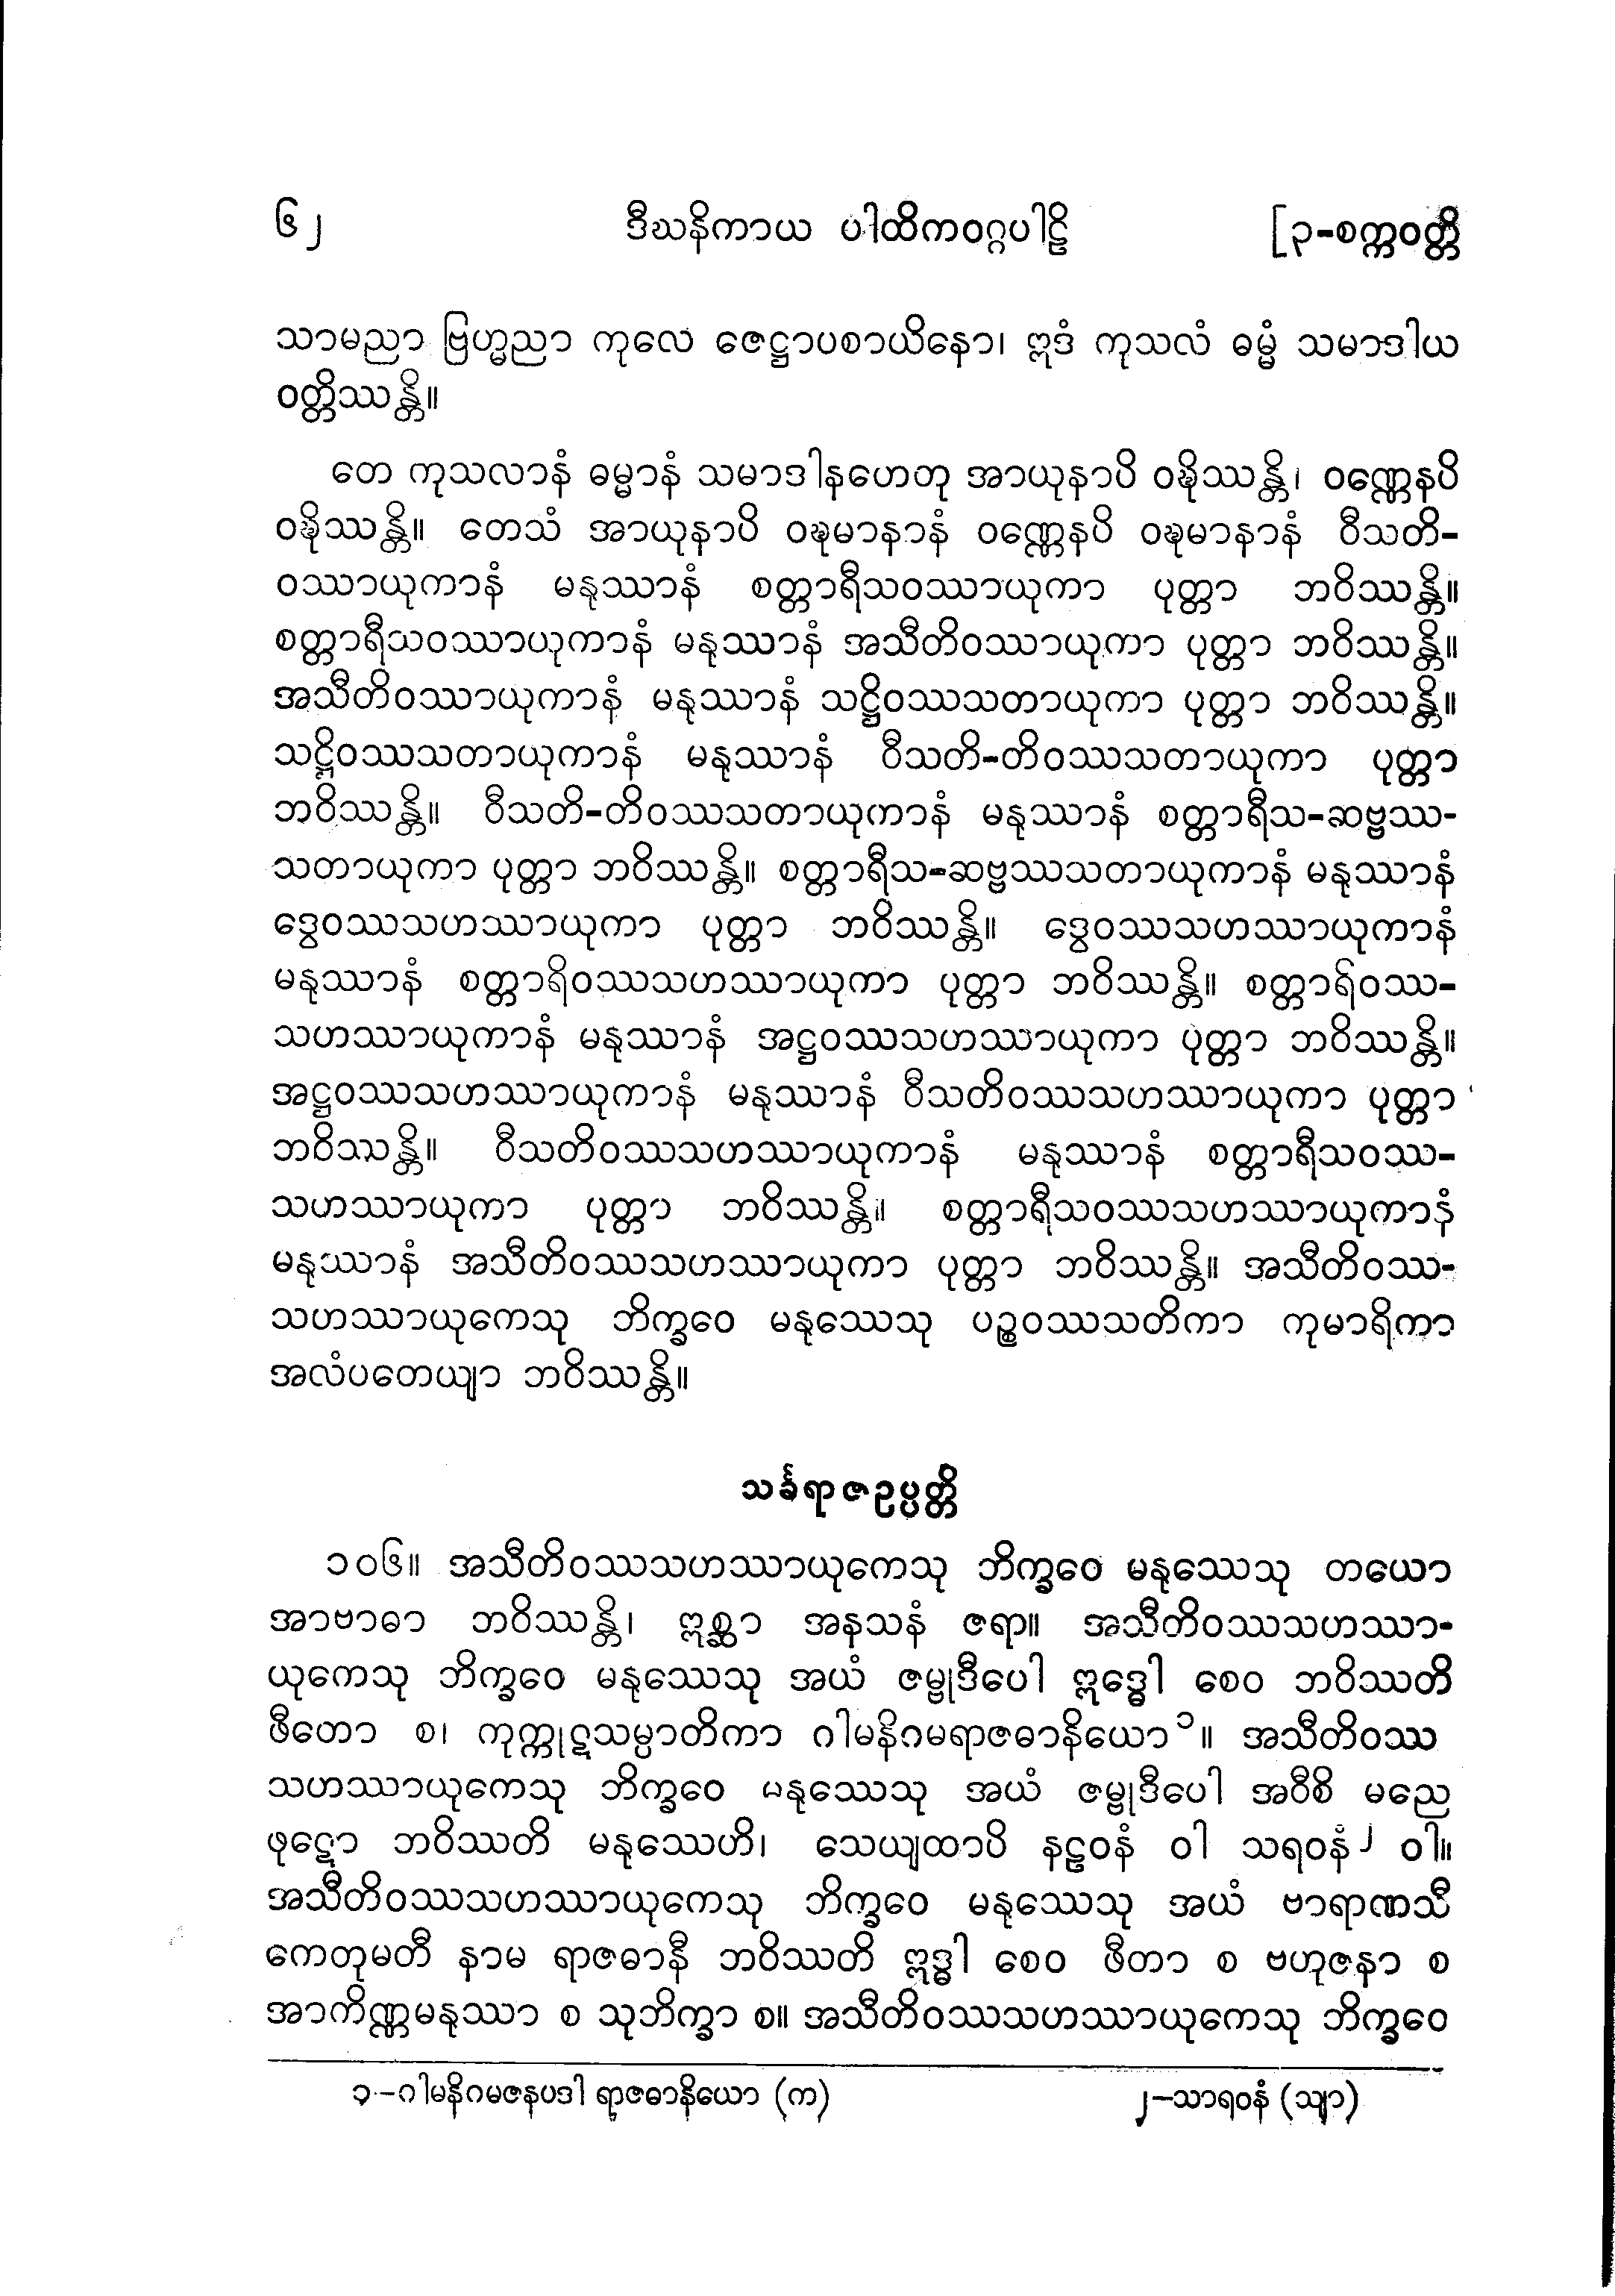 ၆၂ ဒီဃနိကာယ ပါထိကဝဂ္ဂပါဠိ [၃-စက္ကဝတ္တိ
သာမညာ ဗြဟ္မညာ ကုလေ ဇေဋ္ဌာပစာယိနော၊ ဣဒံ ကုသလံ ဓမ္မံ သမာဒါယ
ဝတ္တိဿန္တိ။
တေ ကုသလာနံ ဓမ္မာနံ သမာဒါနဟေတု အာယုနာပိ ဝဍ္ဎိဿန္တိ၊ ဝဏ္ဏေနပိ
ဝဍ္ဎိဿန္တိ။ တေသံ အာယုနာပိ ဝဍ္ဎမာနာနံ ဝဏ္ဏေနပိ ဝဍ္ဎမာနာနံ ဝီသတိ-
ဝဿာယုကာနံ မနုဿာနံ စတ္တာရီသဝဿာယုကာ ပုတ္တာ ဘဝိဿန္တိ။
စတ္တာရီသဝဿာယုကာနံ မနုဿာနံ အသီတိဝဿာယုကာ ပုတ္တာ ဘဝိဿန္တိ။
အသီတိဝဿာယုကာနံ မနုဿာနံ သဋ္ဌိဝဿသတာယုကာ ပုတ္တာ ဘဝိဿန္တိ။
သဋ္ဌိဝဿသတာယုကာနံ မနုဿာနံ ဝီသတိ-တိဝဿသတာယုကာ ပုတ္တာ
ဘဝိဿန္တိ။ ဝီသတိ-တိဝဿသတာယုကာနံ မနုဿာနံ စတ္တာရီသ-ဆဗ္ဗဿ-
သတာယုကာ ပုတ္တာ ဘဝိဿန္တိ။ စတ္တာရီသ-ဆဗ္ဗဿသတာယုကာနံ မနုဿာနံ
ဒွေဝဿသဟဿာယုကာ ပုတ္တာ ဘဝိဿန္တိ။ ဒွေဝဿသဟဿာယုကာနံ
မနုဿာနံ စတ္တာရိဝဿသဟဿာယုကာ ပုတ္တာ ဘဝိဿန္တိ။ စတ္တာရိဝဿ-
သဟဿာယုကာနံ မနုဿာနံ အဋ္ဌဝဿသဟဿာယုကာ ပုတ္တာ ဘဝိဿန္တိ။
အဋ္ဌဝဿသဟဿာယုကာနံ မနုဿာနံ ဝီသတိဝဿသဟဿာယုကာ ပုတ္တာ
ဘဝိဿန္တိ။ ဝီသတိဝဿသဟဿာယုကာနံ မနုဿာနံ စတ္တာရီသဝဿ-
သဟဿာယုကာ ပုတ္တာ ဘဝိဿန္တိ။ စတ္တာရီသဝဿသဟဿာယုကာနံ
မနုဿာနံ အသီတိဝဿသဟဿာယုကာ ပုတ္တာ ဘဝိဿန္တိ။ အသီတိဝဿ-
သဟဿာယုကေသု ဘိက္ခဝေ မနုဿေသု ပဉ္စဝဿသတိကာ ကုမာရိကာ
အလံပတေယျာ ဘဝိဿန္တိ။
သင်္ခရာဇဥပ္ပတ္တိ
၁၀၆။ အသီတိဝဿသဟဿာယုကေသု ဘိက္ခဝေ မနုဿေသု တယော
အာဗာဓာ ဘဝိဿန္တိ၊ ဣစ္ဆာ အနသနံ ဇရာ။ အသီတိဝဿသဟဿာ-
ယုကေသု ဘိက္ခဝေ မနုဿေသု အယံ ဇမ္ဗုဒီပေါ ဣဒ္ဓေါ စေဝ ဘဝိဿတိ
ဖီတော စ၊ ကုက္ကုဋသမ္ပာတိကာ ဂါမနိဂမရာဇဓာနိယော၁။ အသီတိဝဿ
သဟဿာယုကေသု ဘိက္ခဝေ မနုဿေသု အယံ ဇမ္ဗုဒီပေါ အဝီစိ မညေ
ဖုဋော ဘဝိဿတိ မနုဿေဟိ၊ သေယျထာပိ နဠဝနံ ဝါ သရဝနံ၂ ဝါ။
အသီတိဝဿသဟဿာယုကေသု ဘိက္ခဝေ မနုဿေသု အယံ ဗာရာဏသီ
ကေတုမတီ နာမ ရာဇဓာနီ ဘဝိဿတိ ဣဒ္ဓါ စေဝ ဖီတာ စ ဗဟုဇနာ စ
အာကိဏ္ဏမနုဿာ စ သုဘိက္ခာ စ။ အသီတိဝဿသဟဿာယုကေသု ဘိက္ခဝေ
၁-ဂါမနိဂမဇနပဒါ ရာဇဓာနိယော (က) ၂-သာရဝနံ (သျာ)